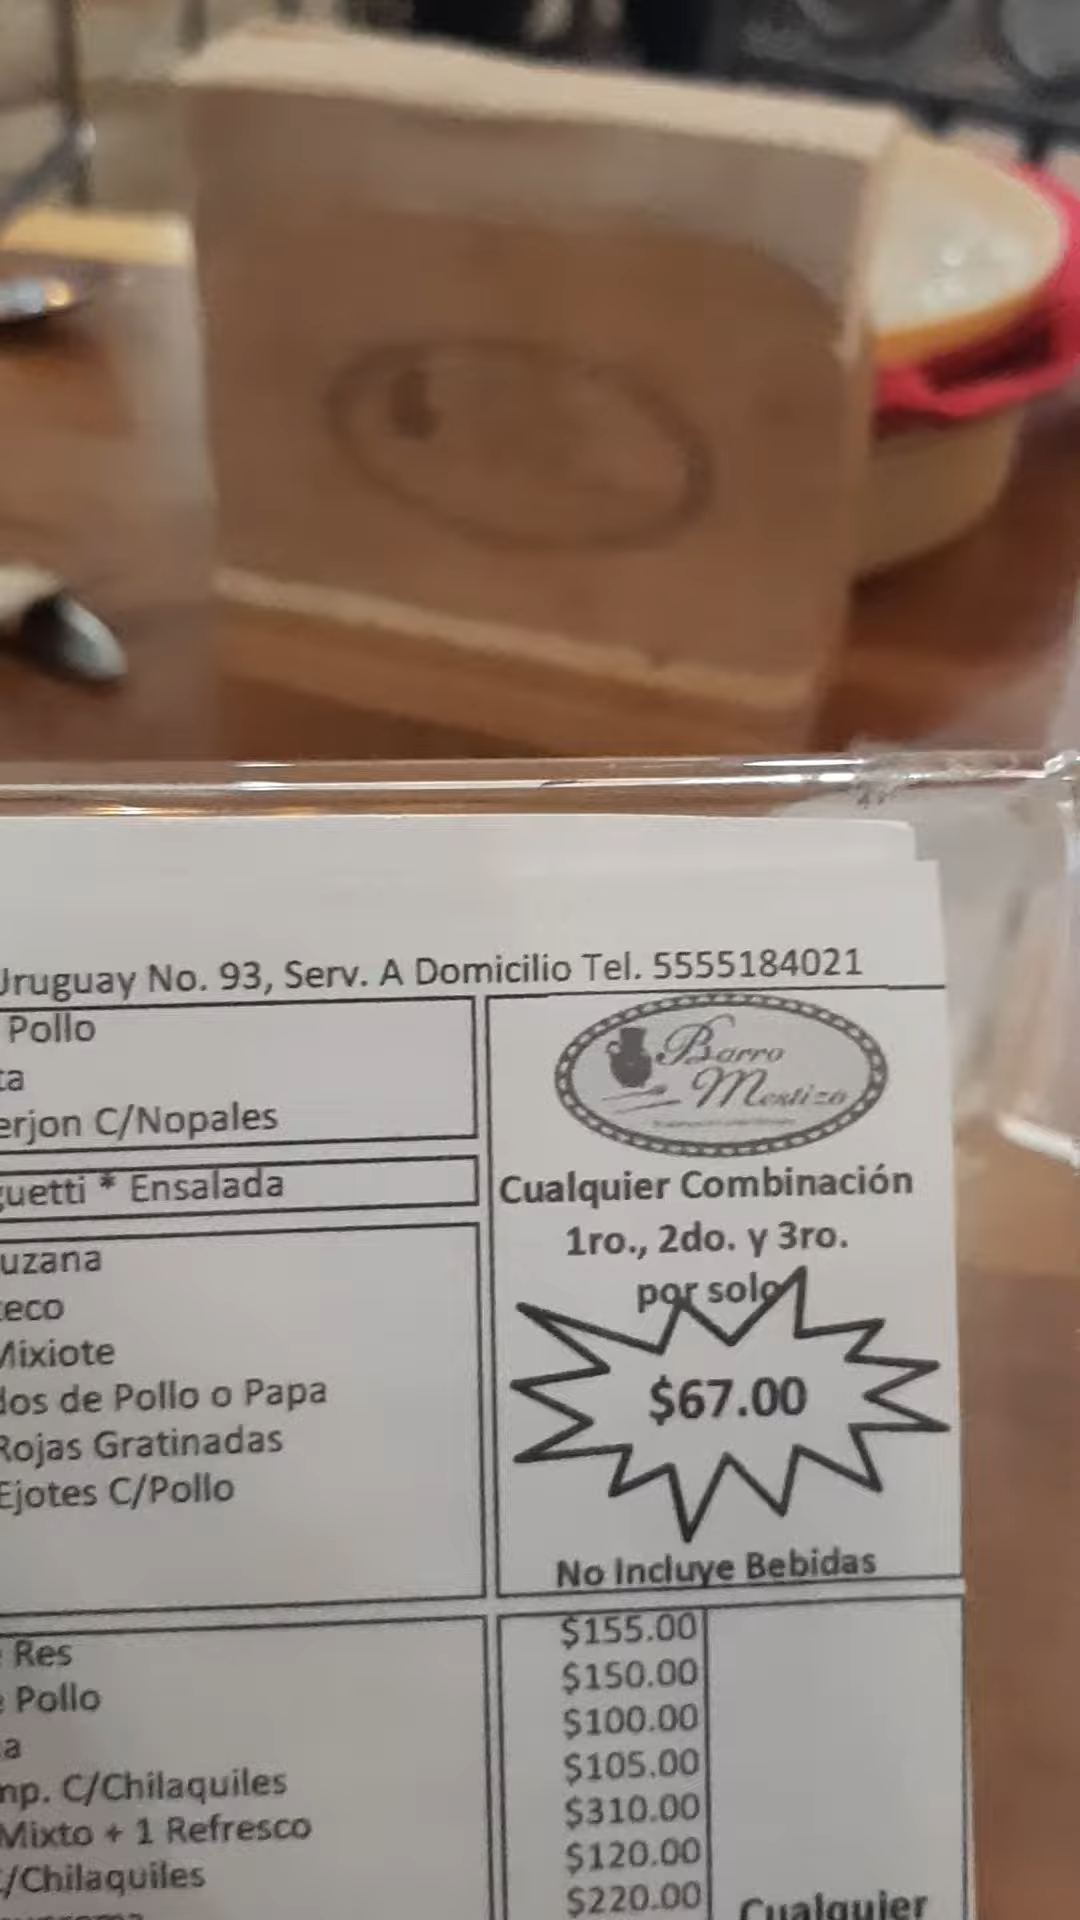 Uruguay No. 93, Serv. A Domicilio Tel. 5555184021
Pollo
ta
erjon C/Nopales
guetti * Ensalada
uzana
teco
Mixiote
dos de Pollo o Papa
Rojas Gratinadas
Ejotes C/Pollo
Barro
Mestizo
Cualquier Combinación
1ro., 2do. y 3ro.
por solo
$67.00
No Incluye Bebidas
Res $155.00
Pollo $150.00
a $100.00
mp. C/Chilaquiles $105.00
Mixto + 1 Refresco $310.00
C/Chilaquiles $120.00
$220.00
Cualquier